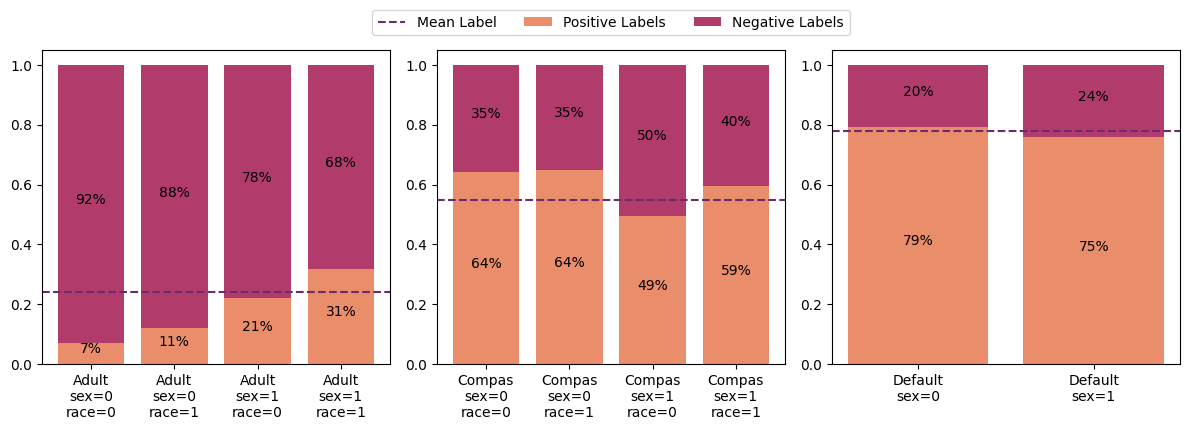 Mean Label Positive Labels Negative Labels
1.0
0.8
0.6
0.4
0.2
0.0
92%
7%
88%
11%
78%
21%
68%
31%
Adult
sex=0
race=0
Adult
sex=0
race=1
Adult
sex=1
race=0
Adult
sex=1
race=1
1.0
0.8
0.6
0.4
0.2
0.0
35%
64%
35%
64%
50%
49%
40%
59%
Compas
sex=0
race=0
Compas
sex=0
race=1
Compas
sex=1
race=0
Compas
sex=1
race=1
1.0
0.8
0.6
0.4
0.2
0.0
20%
79%
24%
75%
Default
sex=0
Default
sex=1